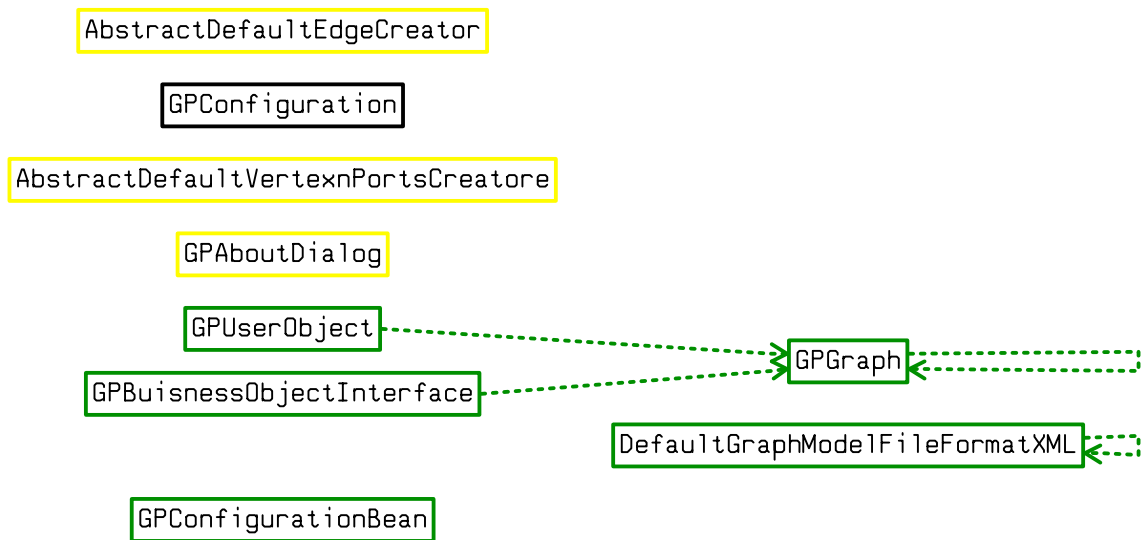 AbstractDefaultEdgeCreator
GPConfiguration
AbstractDefaultVertexnPortsCreatore
GPAboutDialog
GPUserObject
GPGraph
GPBuisnessObjectInterface
DefaultGraphModelFileFormatXML
GPConfigurationBean